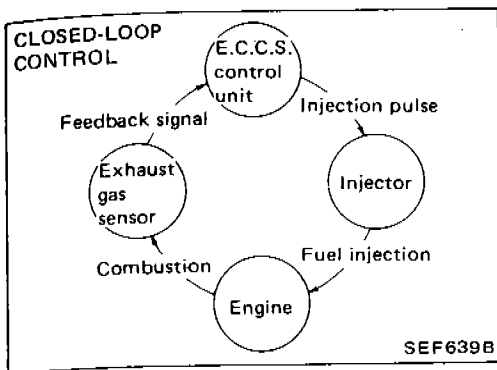 CLOSED-LOOP
CONTROL
E.C.C.S.
control
unit
Injection pulse
Feedback signal
Exhaust
gas
sensor
Injector
Fuel injection
Combustion
Engine
SEF639B